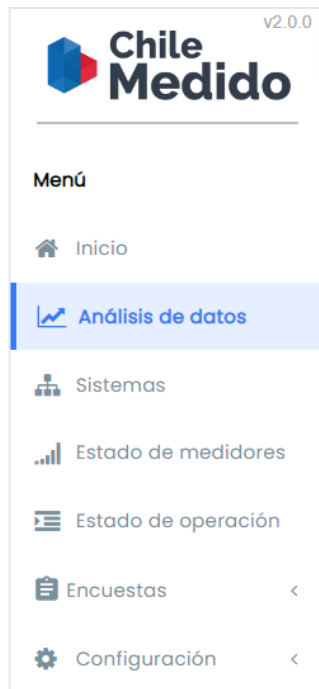 v2.0.0
Chile
Medido
Menú
Inicio
Análisis de datos
Sistemas
Estado de medidores
Estado de operación
Encuestas
Configuración